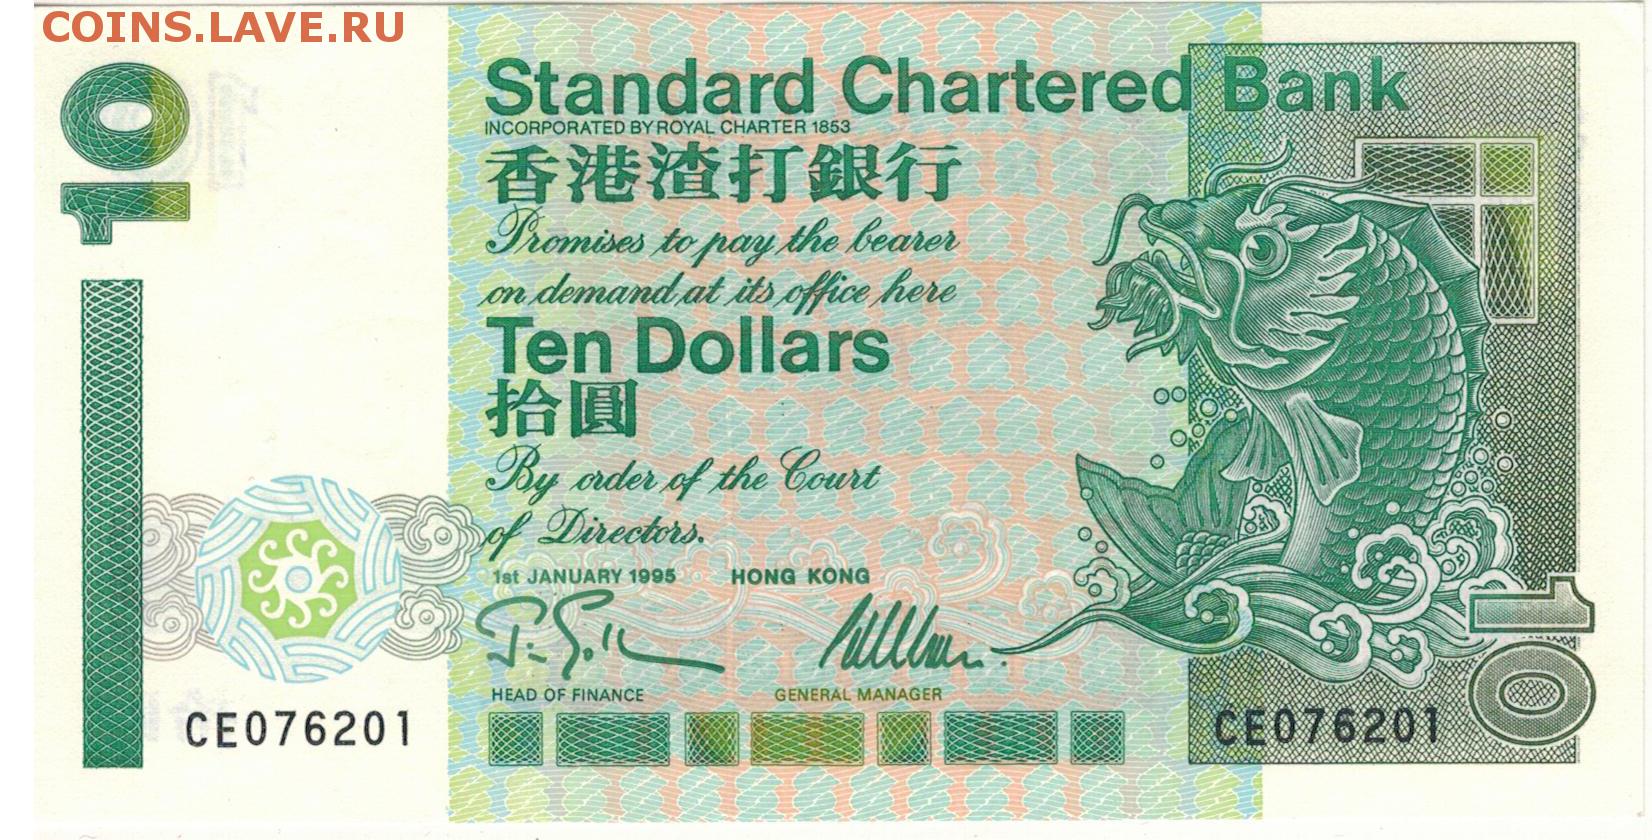 COINS.LAVE.RU
10
Standard Chartered Bank
INCORPORATED BY ROYAL CHARTER 1853
香港渣打銀行
Promises to pay the bearer
on demand at its office here
Ten Dollars
拾圓
By order of the Court
of Directors.
1st JANUARY 1995 HONG KONG
HEAD OF FINANCE GENERAL MANAGER
CE076201 CE076201
10